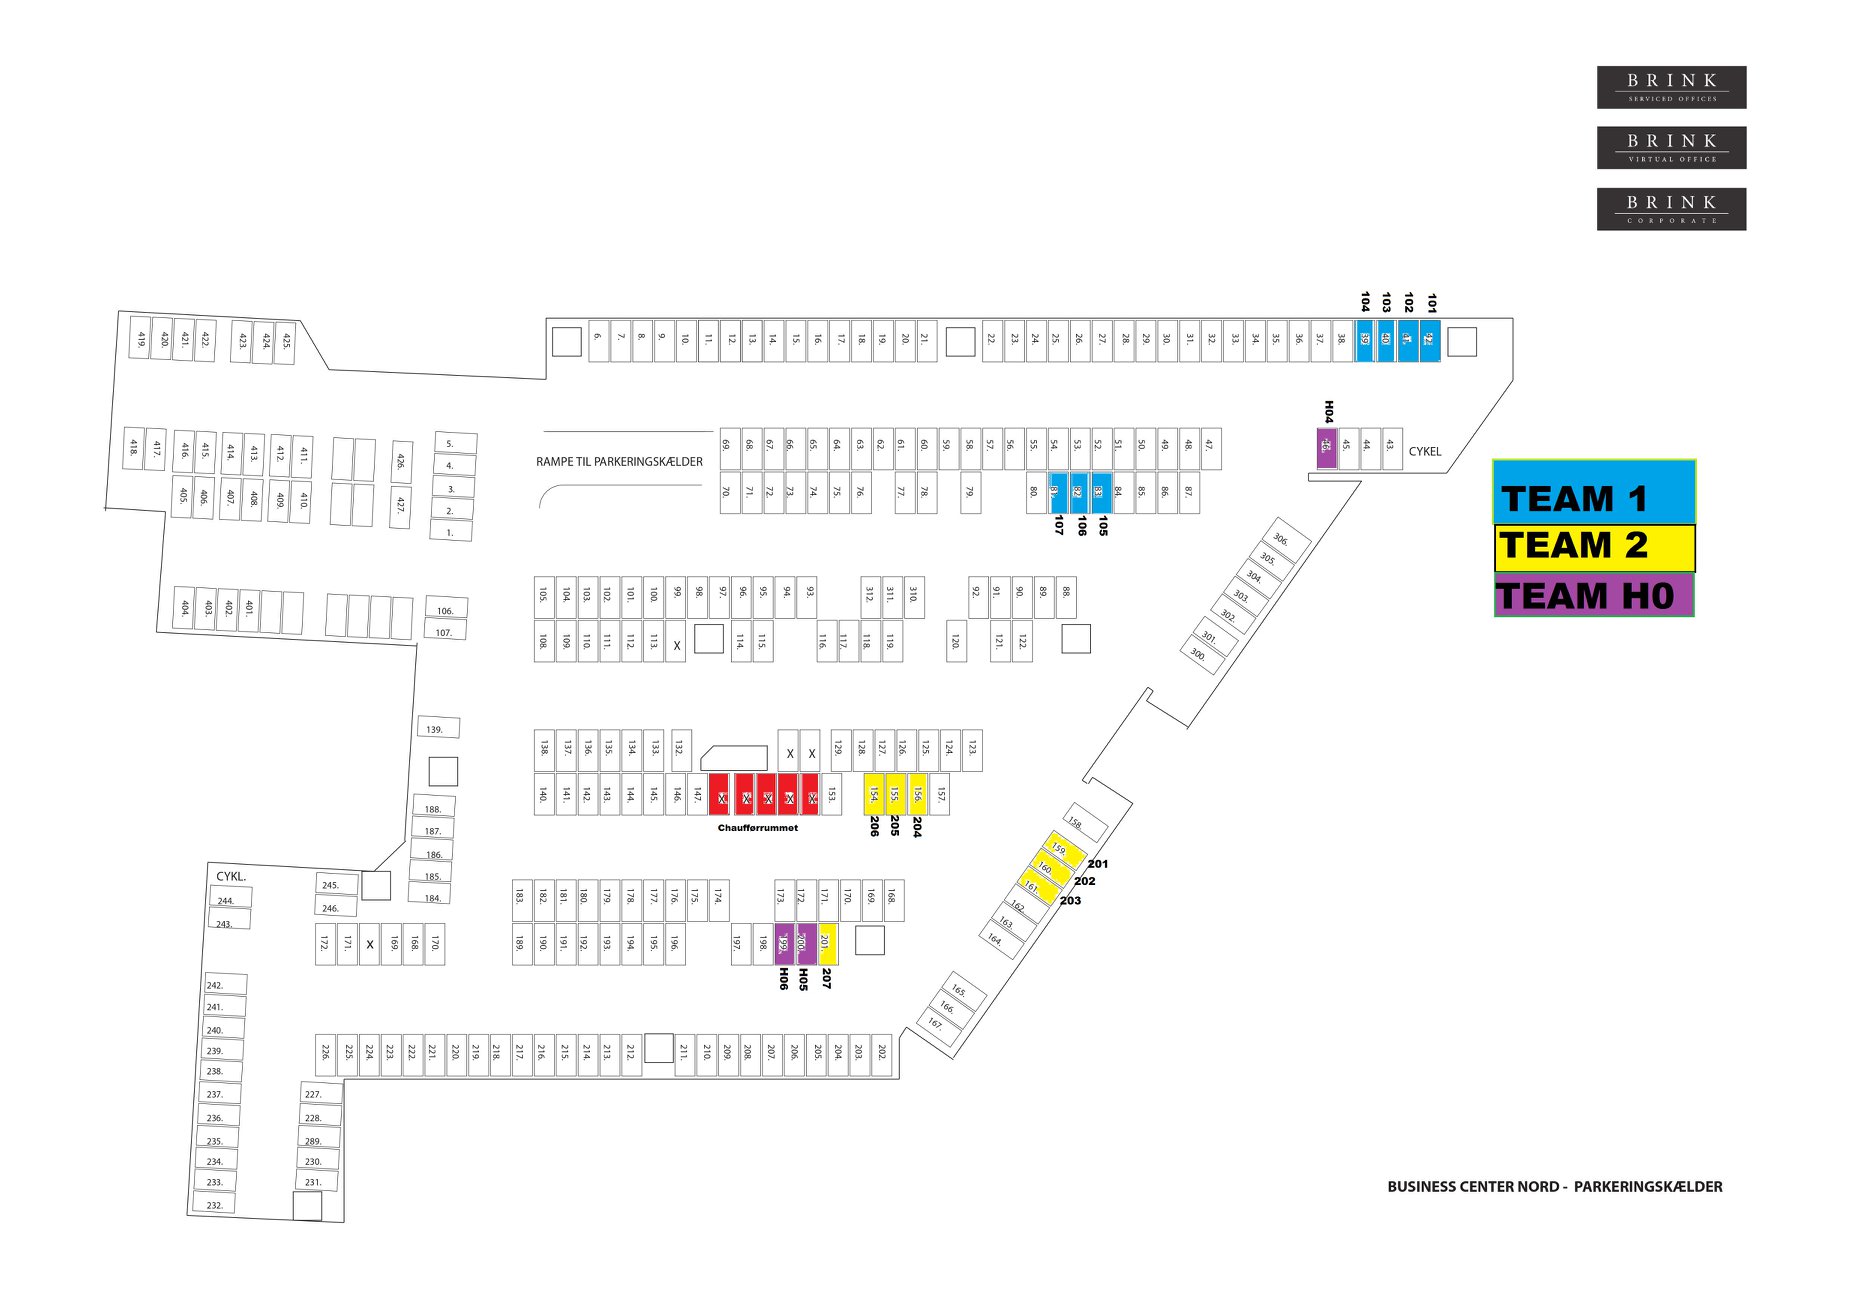 BRINK
SERVICED OFFICES
BRINK
VIRTUAL OFFICE
BRINK
CORPORATE
104 103 102 101
419. 420. 421. 422. 423. 424. 425.
6. 7. 8. 9. 10. 11. 12. 13. 14. 15. 16. 17. 18. 19. 20. 21. 22. 23. 24. 25. 26. 27. 28. 29. 30. 31. 32. 33. 34. 35. 36. 37. 38. 39. 40. 41. 42.
H04
418. 417. 416. 415. 414. 413. 412. 411. 426.
5.
4.
3.
2.
1.
405. 406. 407. 408. 409. 410. 427.
RAMPE TIL PARKERINGSKÆLDER
69. 68. 67. 66. 65. 64. 63. 62. 61. 60. 59. 58. 57. 56. 55. 54. 53. 52. 51. 50. 49. 48. 47. 46. 45. 44. 43.
CYKEL
70. 71. 72. 73. 74. 75. 76. 77. 78. 79. 80. 81. 82. 83. 84. 85. 86. 87.
107 106 105
TEAM 1
TEAM 2
TEAM H0
306.
305.
304.
303.
302.
301.
300.
404. 403. 402. 401.
106.
107.
105. 104. 103. 102. 101. 100. 99. 98. 97. 96. 95. 94. 93. 312. 311. 310. 92. 91. 90. 89. 88.
108. 109. 110. 111. 112. 113. X 114. 115. 116. 117. 118. 119. 120. 121. 122.
139.
138. 137. 136. 135. 134. 133. 132. X X 129. 128. 127. 126. 125. 124. 123.
140. 141. 142. 143. 144. 145. 146. 147. X X X X X 153. 154. 155. 156. 157.
Chaufførrummet
206 205 204
188.
187.
186.
185.
184.
158.
159. 201
160. 202
161. 203
162.
163.
164.
165.
166.
167.
CYKL.
244.
243.
245.
246.
172. 171. X 169. 168. 170.
183. 182. 181. 180. 179. 178. 177. 176. 175. 174. 173. 172. 171. 170. 169. 168.
189. 190. 191. 192. 193. 194. 195. 196. 197. 198. 199. 200. 201.
H06 H05 207
242.
241.
240.
239.
238.
237.
236.
235.
234.
233.
232.
226. 225. 224. 223. 222. 221. 220. 219. 218. 217. 216. 215. 214. 213. 212. 211. 210. 209. 208. 207. 206. 205. 204. 203. 202.
227.
228.
289.
230.
231.
BUSINESS CENTER NORD - PARKERINGSKÆLDER